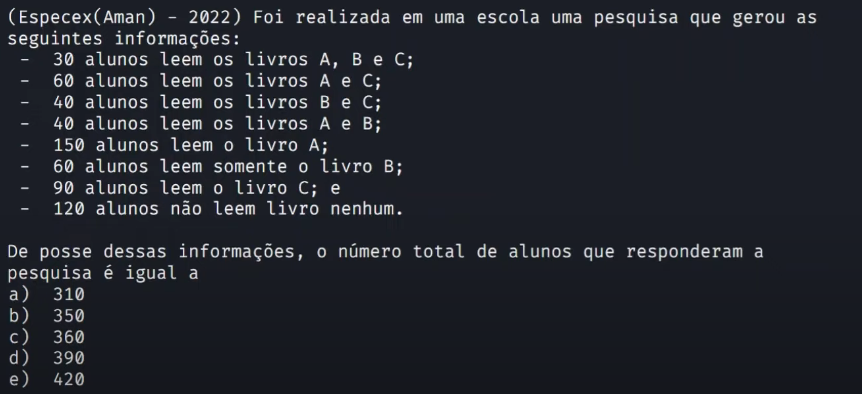 (Especex(Aman) - 2022) Foi realizada em uma escola uma pesquisa que gerou as
seguintes informações:
- 30 alunos leem os livros A, B e C;
- 60 alunos leem os livros A e C;
- 40 alunos leem os livros B e C;
- 40 alunos leem os livros A e B;
- 150 alunos leem o livro A;
- 60 alunos leem somente o livro B;
- 90 alunos leem o livro C; e
- 120 alunos não leem livro nenhum.
De posse dessas informações, o número total de alunos que responderam a
pesquisa é igual a
a) 310
b) 350
c) 360
d) 390
e) 420